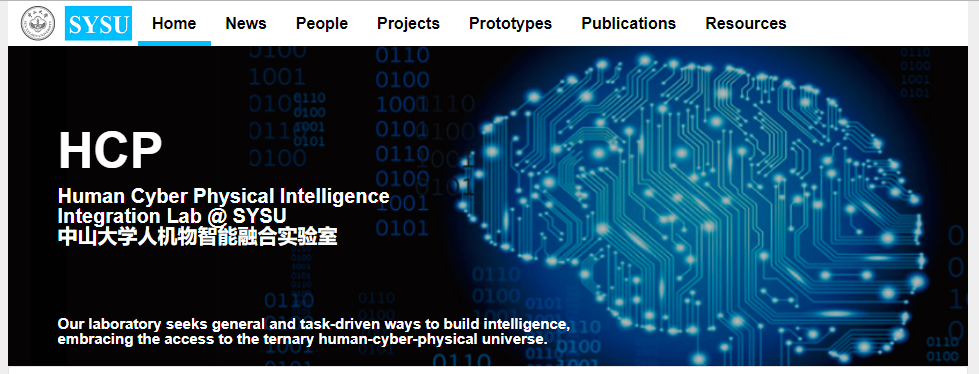 SYSU
Home News People Projects Prototypes Publications Resources
HCP
Human Cyber Physical Intelligence
Integration Lab @ SYSU
中山大学人机物智能融合实验室
Our laboratory seeks general and task-driven ways to build intelligence,
embracing the access to the ternary human-cyber-physical universe.